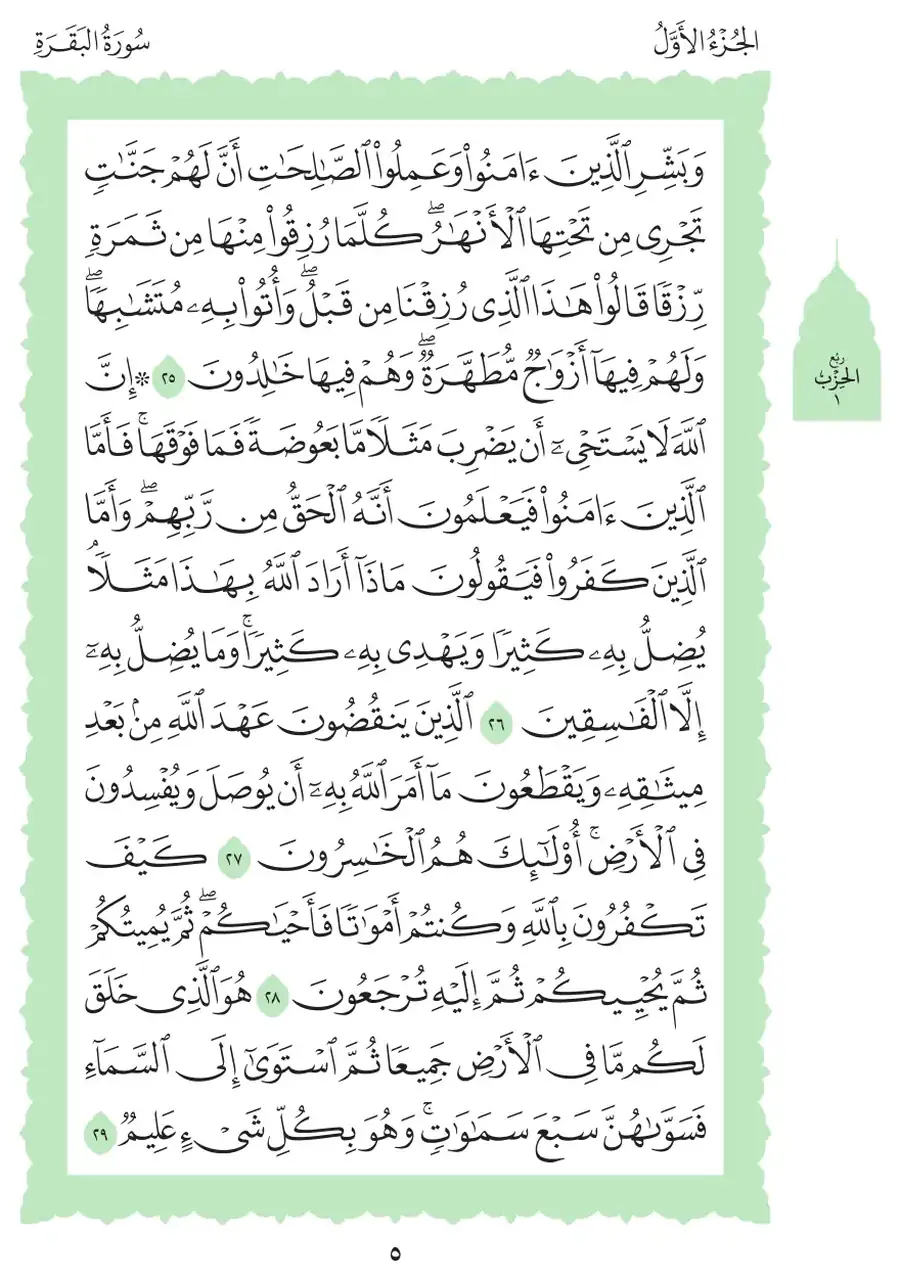 الجُزْءُ الأَوَّلُ
سُورَةُ البَقَرَةِ
وَبَشِّرِ ٱلَّذِينَ ءَامَنُوا۟ وَعَمِلُوا۟ ٱلصَّٰلِحَٰتِ أَنَّ لَهُمْ جَنَّٰتٍ
تَجْرِى مِن تَحْتِهَا ٱلْأَنْهَٰرُ ۖ كُلَّمَا رُزِقُوا۟ مِنْهَا مِن ثَمَرَةٍ
رِّزْقًا قَالُوا۟ هَٰذَا ٱلَّذِى رُزِقْنَا مِن قَبْلُ ۖ وَأُتُوا۟ بِهِۦ مُتَشَٰبِهًا ۖ
وَلَهُمْ فِيهَآ أَزْوَٰجٌ مُّطَهَّرَةٌ ۖ وَهُمْ فِيهَا خَٰلِدُونَ ٢٥ * إِنَّ
ٱللَّهَ لَا يَسْتَحْىِۦٓ أَن يَضْرِبَ مَثَلًا مَّا بَعُوضَةً فَمَا فَوْقَهَا ۚ فَأَمَّا
ٱلَّذِينَ ءَامَنُوا۟ فَيَعْلَمُونَ أَنَّهُ ٱلْحَقُّ مِن رَّبِّهِمْ ۖ وَأَمَّا
ٱلَّذِينَ كَفَرُوا۟ فَيَقُولُونَ مَاذَآ أَرَادَ ٱللَّهُ بِهَٰذَا مَثَلًا ۘ
يُضِلُّ بِهِۦ كَثِيرًا وَيَهْدِى بِهِۦ كَثِيرًا ۚ وَمَا يُضِلُّ بِهِۦٓ
إِلَّا ٱلْفَٰسِقِينَ ٢٦ ٱلَّذِينَ يَنقُضُونَ عَهْدَ ٱللَّهِ مِنۢ بَعْدِ
مِيثَٰقِهِۦ وَيَقْطَعُونَ مَآ أَمَرَ ٱللَّهُ بِهِۦٓ أَن يُوصَلَ وَيُفْسِدُونَ
فِى ٱلْأَرْضِ ۚ أُو۟لَٰٓئِكَ هُمُ ٱلْخَٰسِرُونَ ٢٧ كَيْفَ
تَكْفُرُونَ بِٱللَّهِ وَكُنتُمْ أَمْوَٰتًا فَأَحْيَٰكُمْ ۖ ثُمَّ يُمِيتُكُمْ
ثُمَّ يُحْيِيكُمْ ثُمَّ إِلَيْهِ تُرْجَعُونَ ٢٨ هُوَ ٱلَّذِى خَلَقَ
لَكُم مَّا فِى ٱلْأَرْضِ جَمِيعًا ثُمَّ ٱسْتَوَىٰٓ إِلَى ٱلسَّمَآءِ
فَسَوَّىٰهُنَّ سَبْعَ سَمَٰوَٰتٍ ۚ وَهُوَ بِكُلِّ شَىْءٍ عَلِيمٌ ٢٩
رُبْع
الحِزْبُ
١
٥